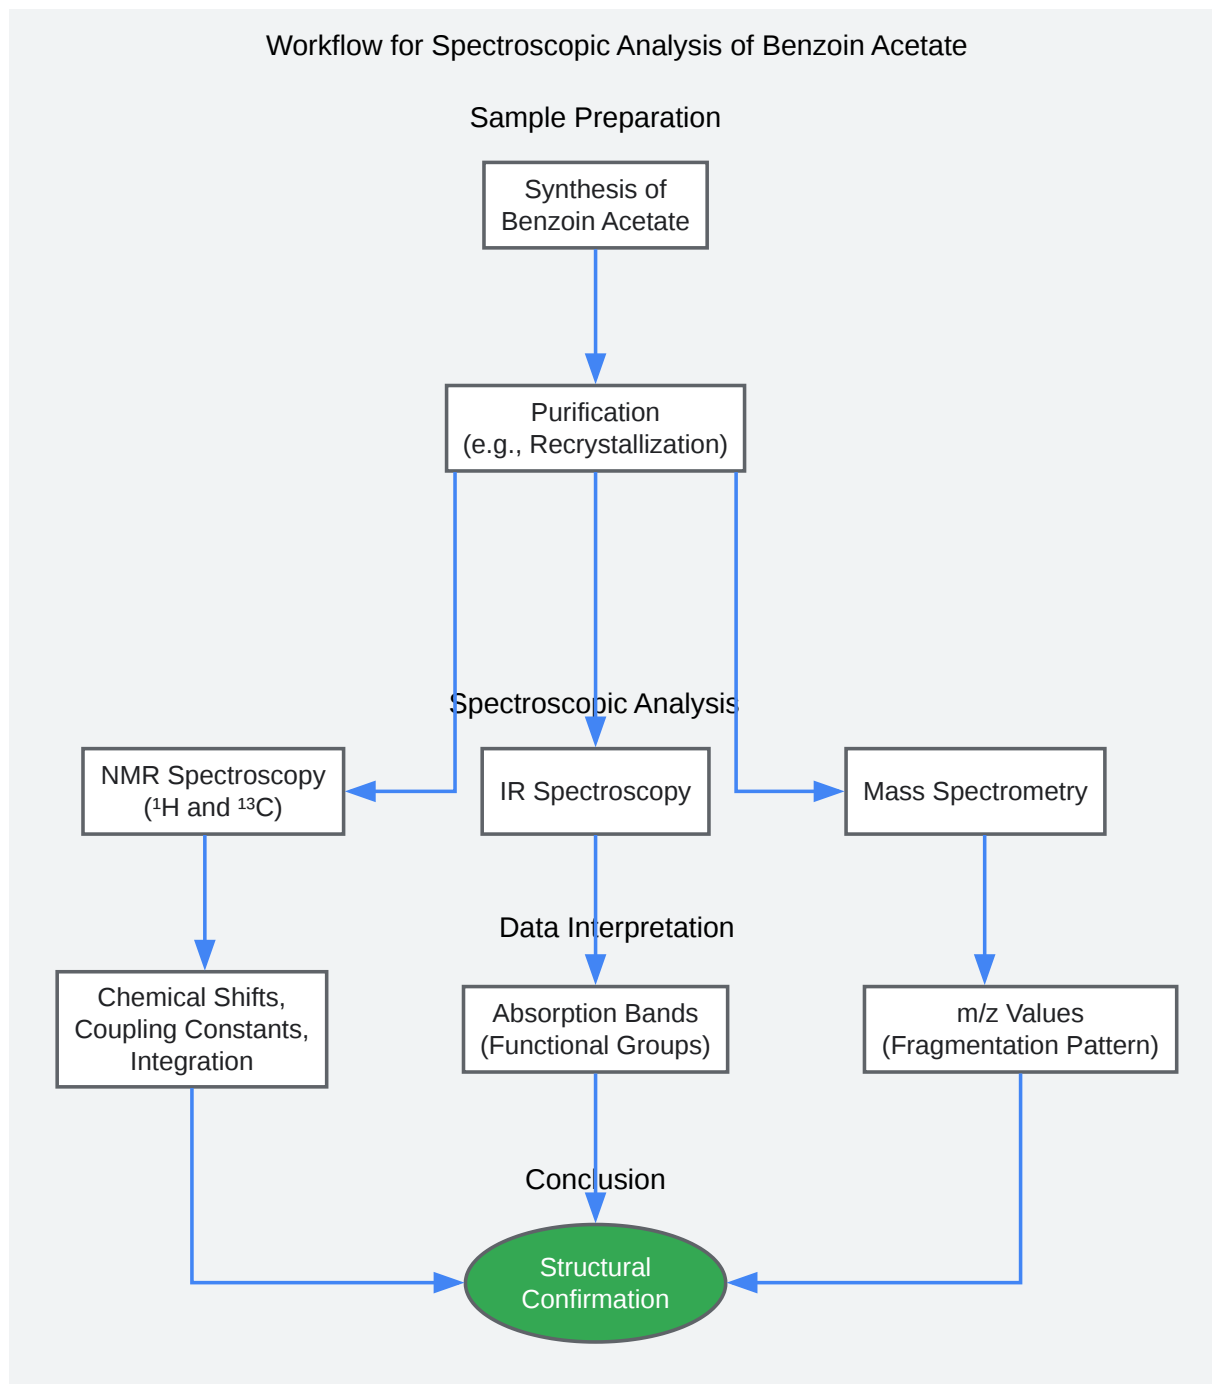 Workflow for Spectroscopic Analysis of Benzoin Acetate
Sample Preparation
Synthesis of
Benzoin Acetate
Purification
(e.g., Recrystallization)
Spectroscopic Analysis
NMR Spectroscopy
(¹H and ¹³C)
IR Spectroscopy
Mass Spectrometry
Data Interpretation
Chemical Shifts,
Coupling Constants,
Integration
Absorption Bands
(Functional Groups)
m/z Values
(Fragmentation Pattern)
Conclusion
Structural
Confirmation